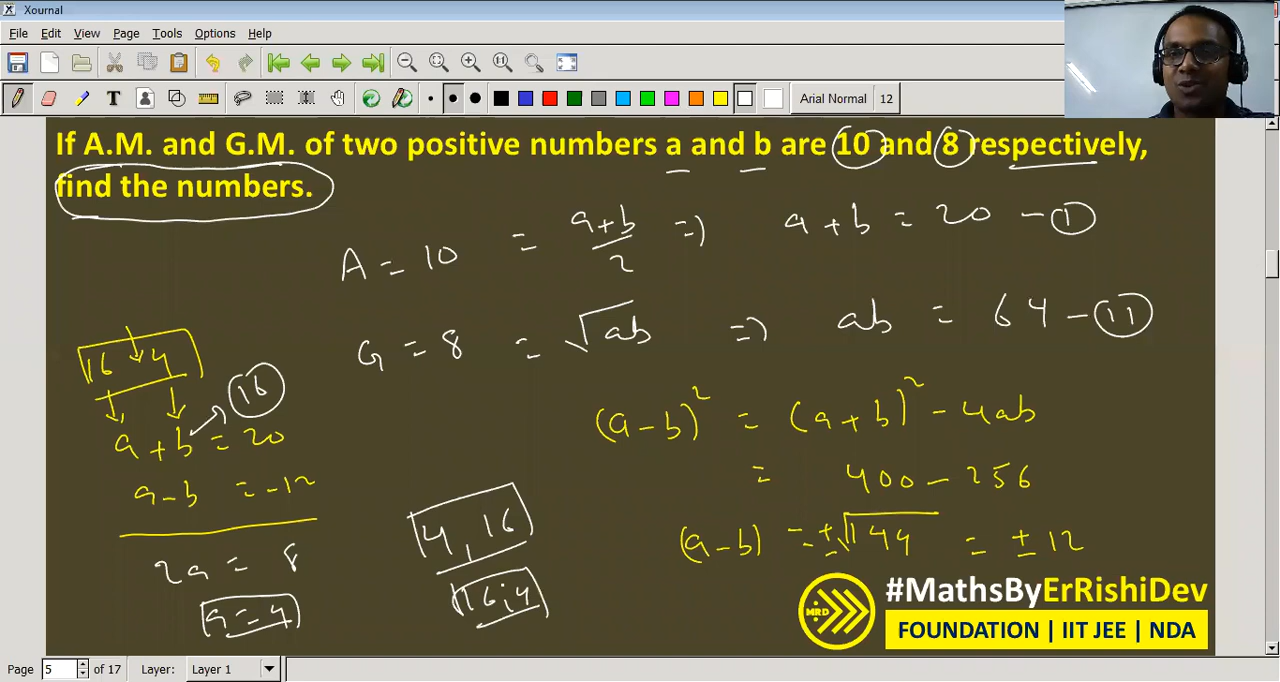 Xournal
File Edit View Page Tools Options Help
Arial Normal 12
If A.M. and G.M. of two positive numbers a and b are 10 and 8 respectively,
find the numbers.
A = 10 = a+b/2 => a + b = 20 - ①
G = 8 = √ab => ab = 64 - ⑪
16 4
16
a + b = 20
a - b = -12
2a = 8
a = 4
4, 16
16, 4
(a - b)² = (a + b)² - 4ab
= 400 - 256
(a - b) = ±√144 = ± 12
MRD
#MathsByErRishiDev
FOUNDATION | IIT JEE | NDA
Page 5 of 17 Layer: Layer 1